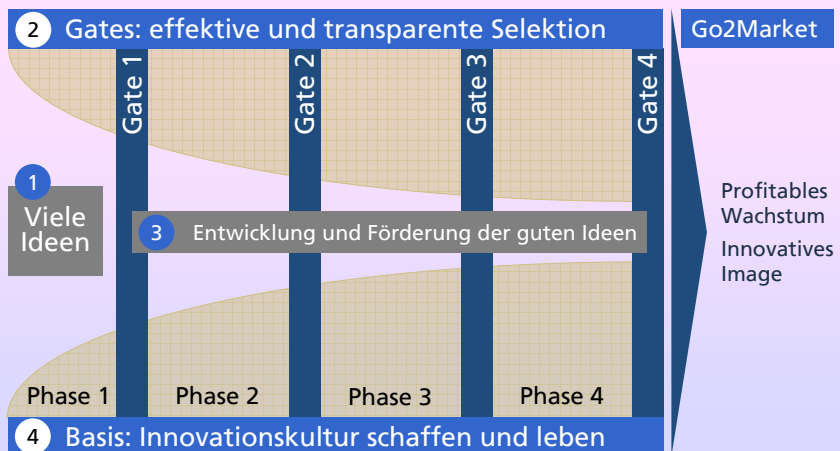 2 Gates: effektive und transparente Selektion
Go2Market
Gate 1
Gate 2
Gate 3
Gate 4
1
Viele
Ideen
3 Entwicklung und Förderung der guten Ideen
Profitables
Wachstum
Innovatives
Image
Phase 1
Phase 2
Phase 3
Phase 4
4 Basis: Innovationskultur schaffen und leben